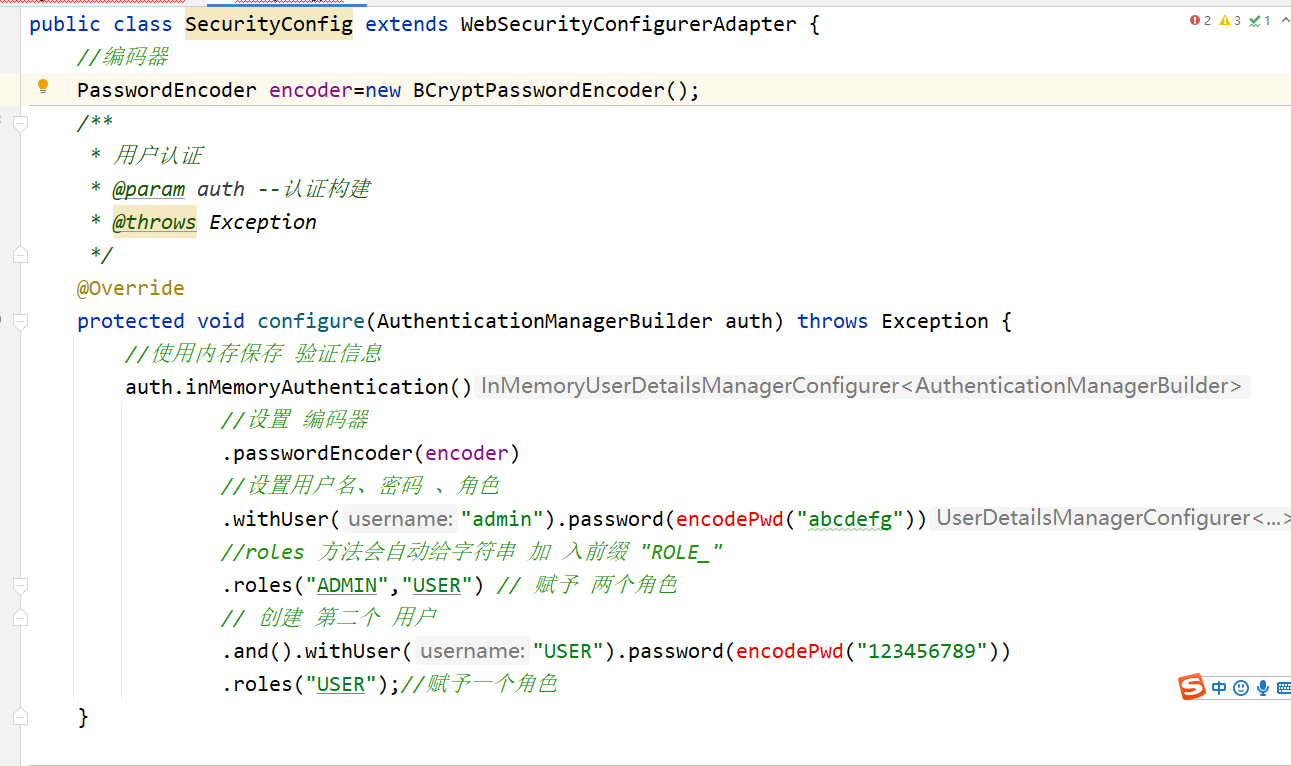 public class SecurityConfig extends WebSecurityConfigurerAdapter {
2 3 1
//编码器
PasswordEncoder encoder=new BCryptPasswordEncoder();
/**
* 用户认证
* @param auth --认证构建
* @throws Exception
*/
@Override
protected void configure(AuthenticationManagerBuilder auth) throws Exception {
//使用内存保存 验证信息
auth.inMemoryAuthentication() InMemoryUserDetailsManagerConfigurer<AuthenticationManagerBuilder>
//设置 编码器
.passwordEncoder(encoder)
//设置用户名、密码 、角色
.withUser( username: "admin").password(encodePwd("abcdefg")) UserDetailsManagerConfigurer<...>
//roles 方法会自动给字符串 加 入前缀 "ROLE_"
.roles("ADMIN","USER") // 赋予 两个角色
// 创建 第二个 用户
.and().withUser( username: "USER").password(encodePwd("123456789"))
.roles("USER");//赋予一个角色
S 中
}